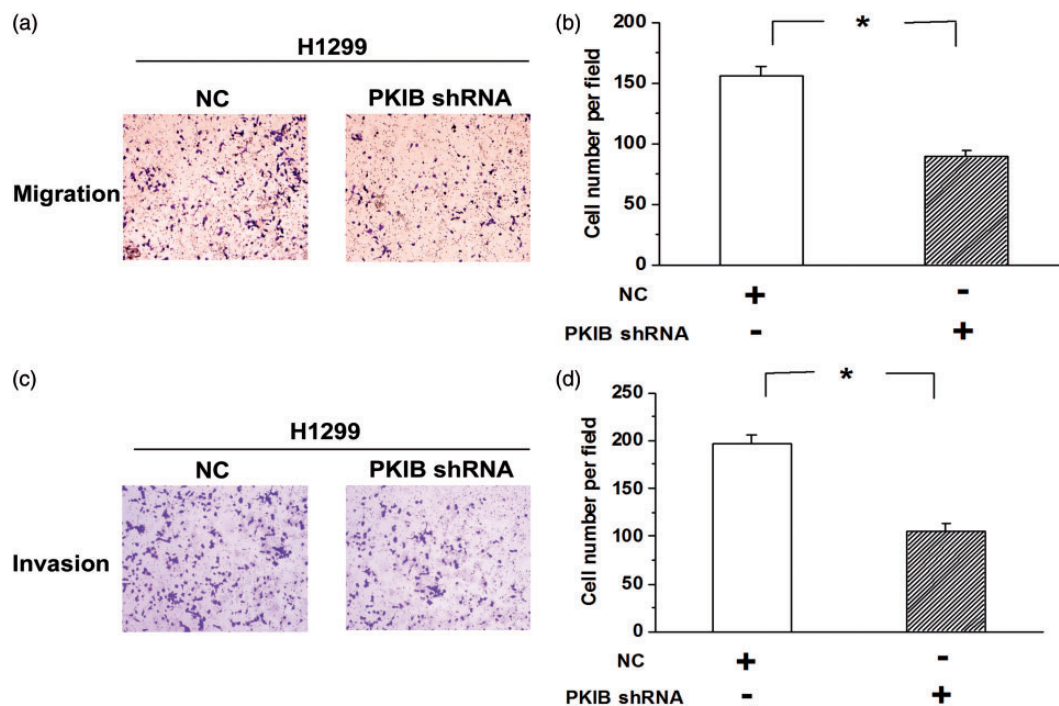 (a)
H1299
NC PKIB shRNA
Migration
(b)
*
200
150
100
50
0
Cell number per field
NC + -
PKIB shRNA - +
(c)
H1299
NC PKIB shRNA
Invasion
(d)
*
250
200
150
100
50
0
Cell number per field
NC + -
PKIB shRNA - +